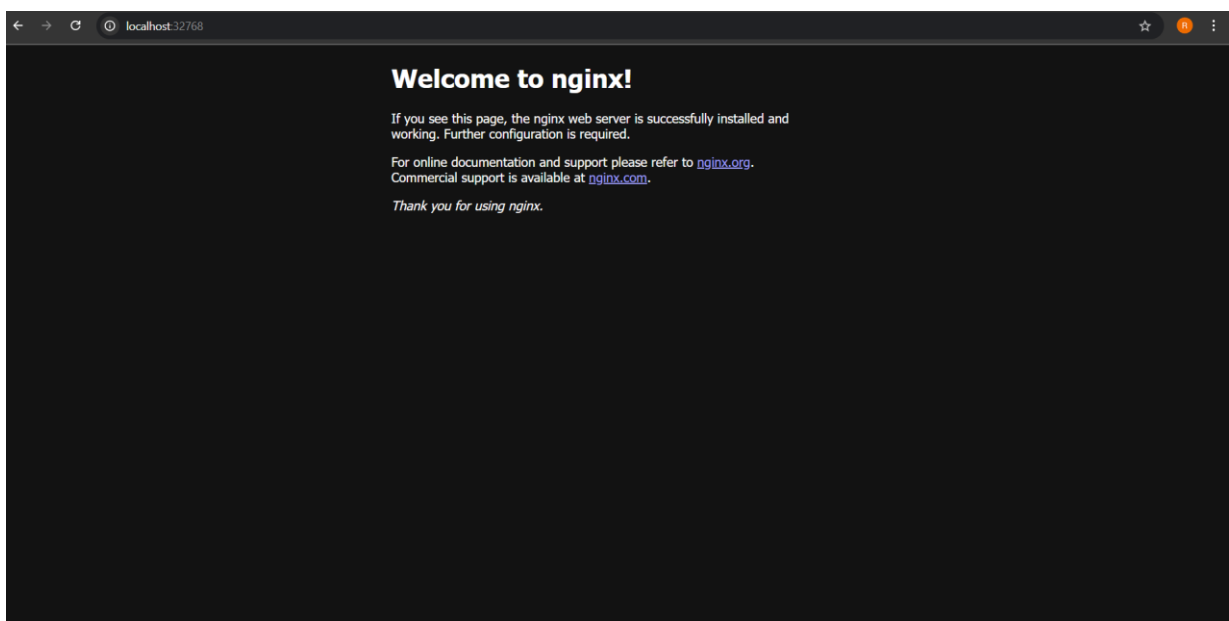 localhost:32768
R
Welcome to nginx!
If you see this page, the nginx web server is successfully installed and
working. Further configuration is required.
For online documentation and support please refer to nginx.org.
Commercial support is available at nginx.com.
Thank you for using nginx.